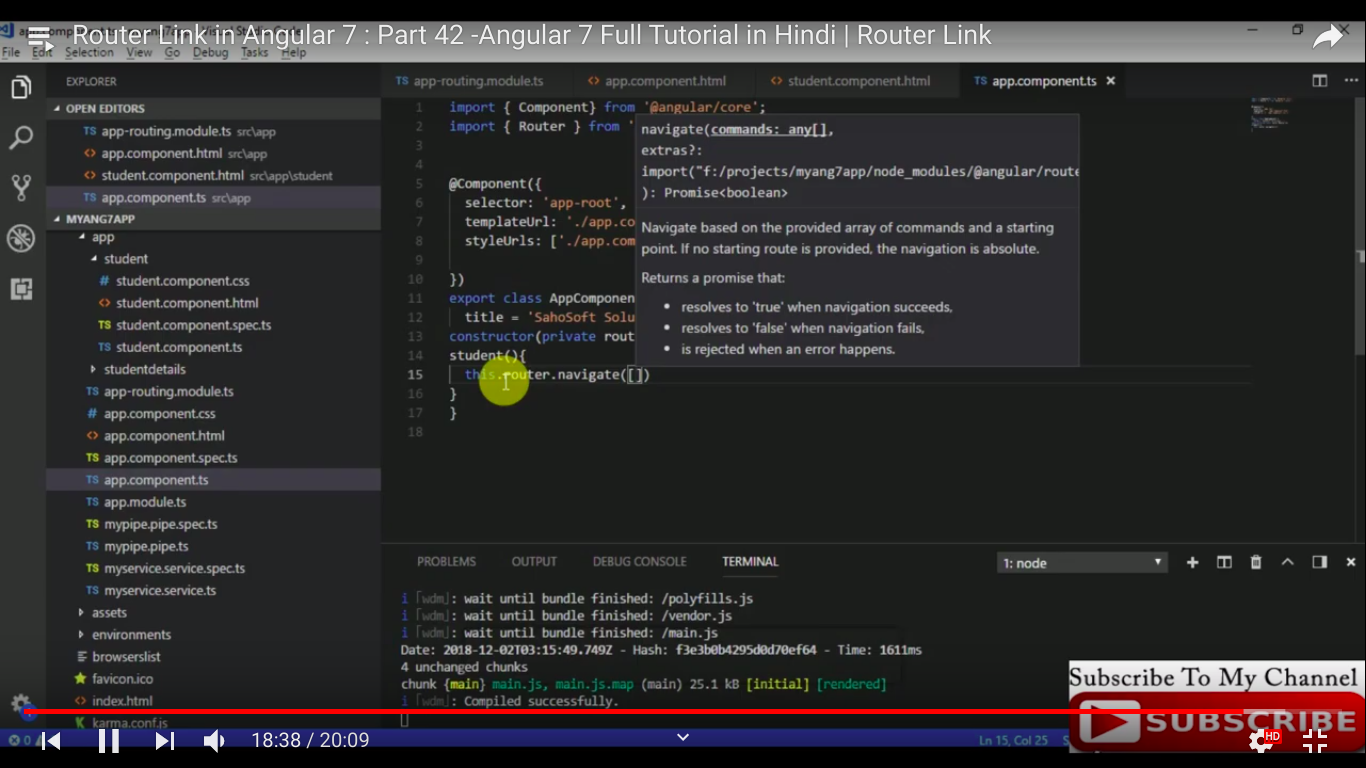 Router Link in Angular 7 : Part 42 -Angular 7 Full Tutorial in Hindi | Router Link
File Edit Selection View Go Debug Tasks Help
EXPLORER
OPEN EDITORS
TS app-routing.module.ts src\app
<> app.component.html src\app
<> student.component.html src\app\student
TS app.component.ts src\app
MYANG7APP
app
student
# student.component.css
<> student.component.html
TS student.component.spec.ts
TS student.component.ts
studentdetails
TS app-routing.module.ts
# app.component.css
<> app.component.html
TS app.component.spec.ts
TS app.component.ts
TS app.module.ts
TS mypipe.pipe.spec.ts
TS mypipe.pipe.ts
TS myservice.service.spec.ts
TS myservice.service.ts
assets
environments
browserslist
favicon.ico
<> index.html
K karma.conf.js
TS app-routing.module.ts
<> app.component.html
<> student.component.html
TS app.component.ts
1 import { Component} from '@angular/core';
2 import { Router } from '
3
4
5 @Component({
6 selector: 'app-root',
7 templateUrl: './app.co
8 styleUrls: ['./app.com
9
10 })
11 export class AppComponen
12 title = 'SahoSoft Solu
13 constructor(private rout
14 student(){
15 this.router.navigate([])
16 }
17 }
18
navigate(commands: any[],
extras?:
import("f:/projects/myang7app/node_modules/@angular/route
): Promise<boolean>
Navigate based on the provided array of commands and a starting
point. If no starting route is provided, the navigation is absolute.
Returns a promise that:
• resolves to 'true' when navigation succeeds,
• resolves to 'false' when navigation fails,
• is rejected when an error happens.
PROBLEMS OUTPUT DEBUG CONSOLE TERMINAL
1: node
i ｢wdm｣: wait until bundle finished: /polyfills.js
i ｢wdm｣: wait until bundle finished: /vendor.js
i ｢wdm｣: wait until bundle finished: /main.js
Date: 2018-12-02T03:15:49.749Z - Hash: f3e3b0b4295d0d70ef64 - Time: 1611ms
4 unchanged chunks
chunk {main} main.js, main.js.map (main) 25.1 kB [initial] [rendered]
i ｢wdm｣: Compiled successfully.
Subscribe To My Channel
SUBSCRIBE
18:38 / 20:09
Ln 15, Col 25
HD